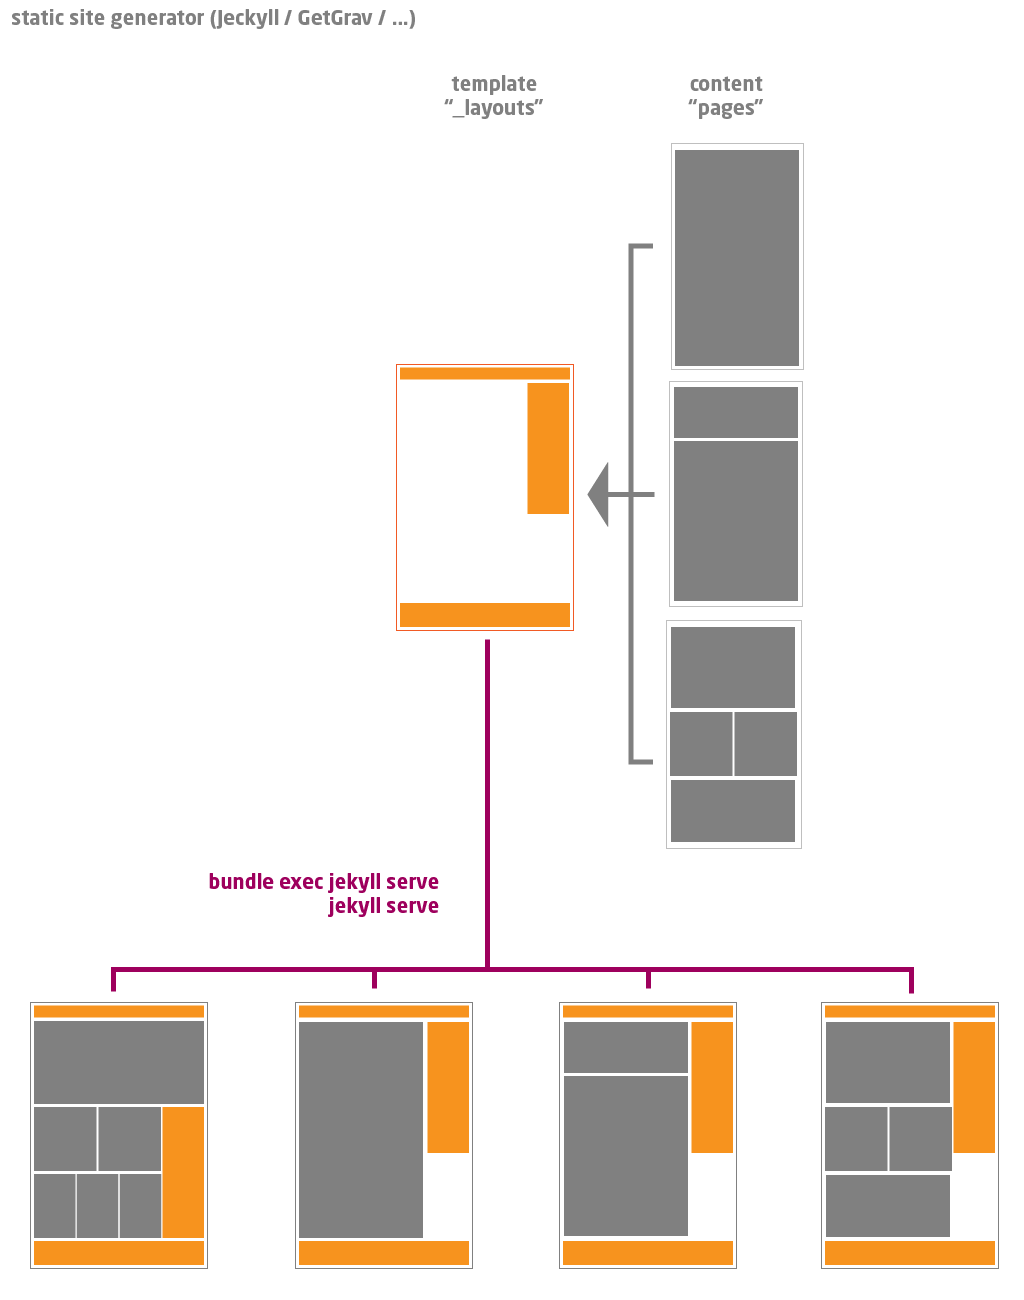 static site generator (Jeckyll / GetGrav / ...)
template
“_layouts”
content
“pages”
bundle exec jekyll serve
jekyll serve